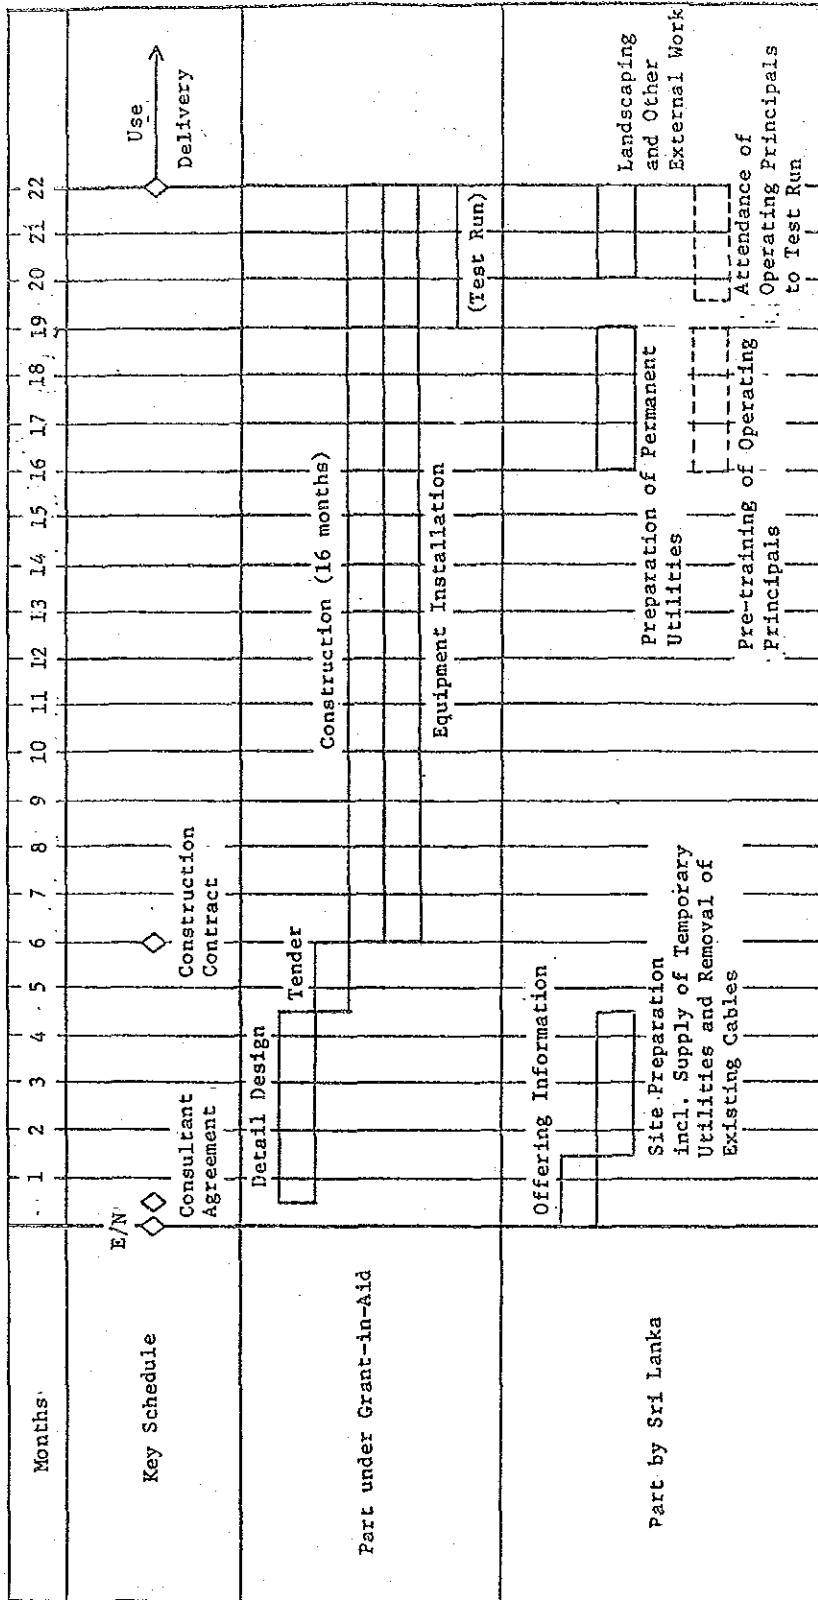 Months
1 2 3 4 5 6 7 8 9 10 11 12 13 14 15 16 17 18 19 20 21 22
Key Schedule
E/N
Consultant
Agreement
Construction
Contract
Use
Delivery
Part under Grant-in-Aid
Detail Design
Tender
Construction (16 months)
Equipment Installation
(Test Run)
Part by Sri Lanka
Offering Information
Site Preparation
incl. Supply of Temporary
Utilities and Removal of
Existing Cables
Preparation of Permanent
Utilities
Landscaping
and Other
External Work
Pre-training of Operating
Principals
Attendance of
Operating Principals
to Test Run